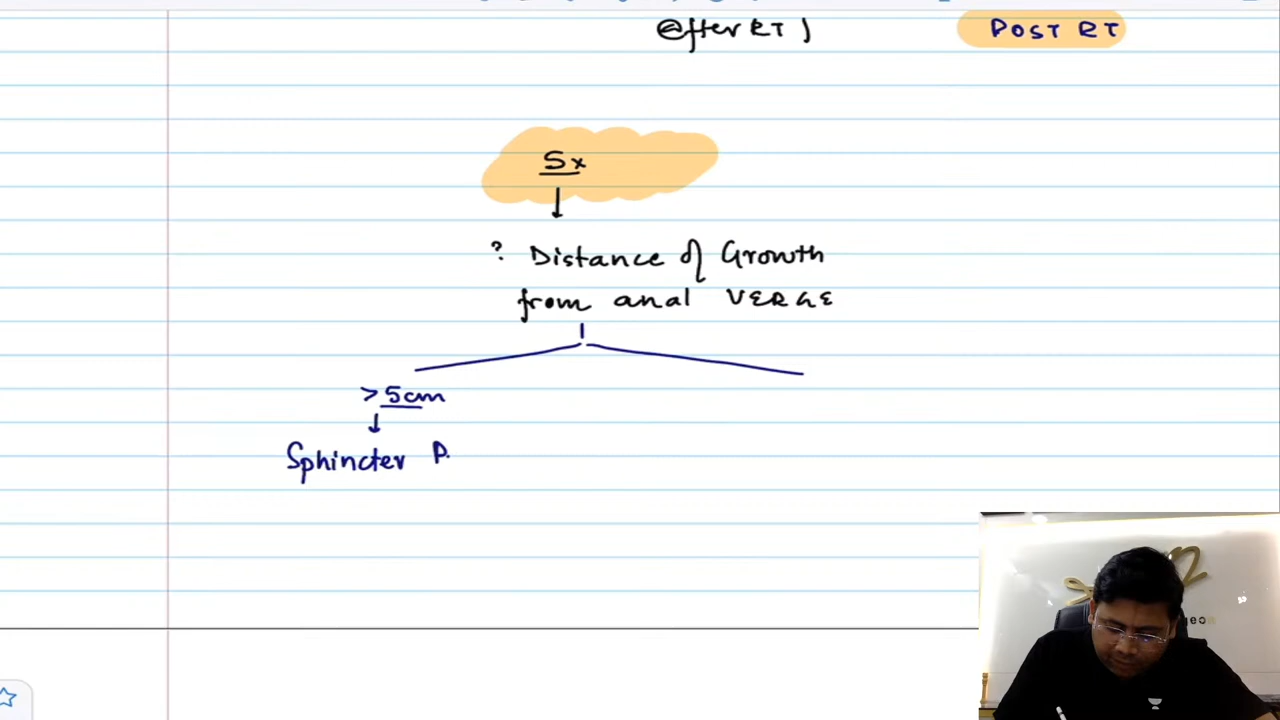 @fter RT )
POST RT
Sx
? Distance of Growth
from anal VERGE
>5cm
Sphincter P